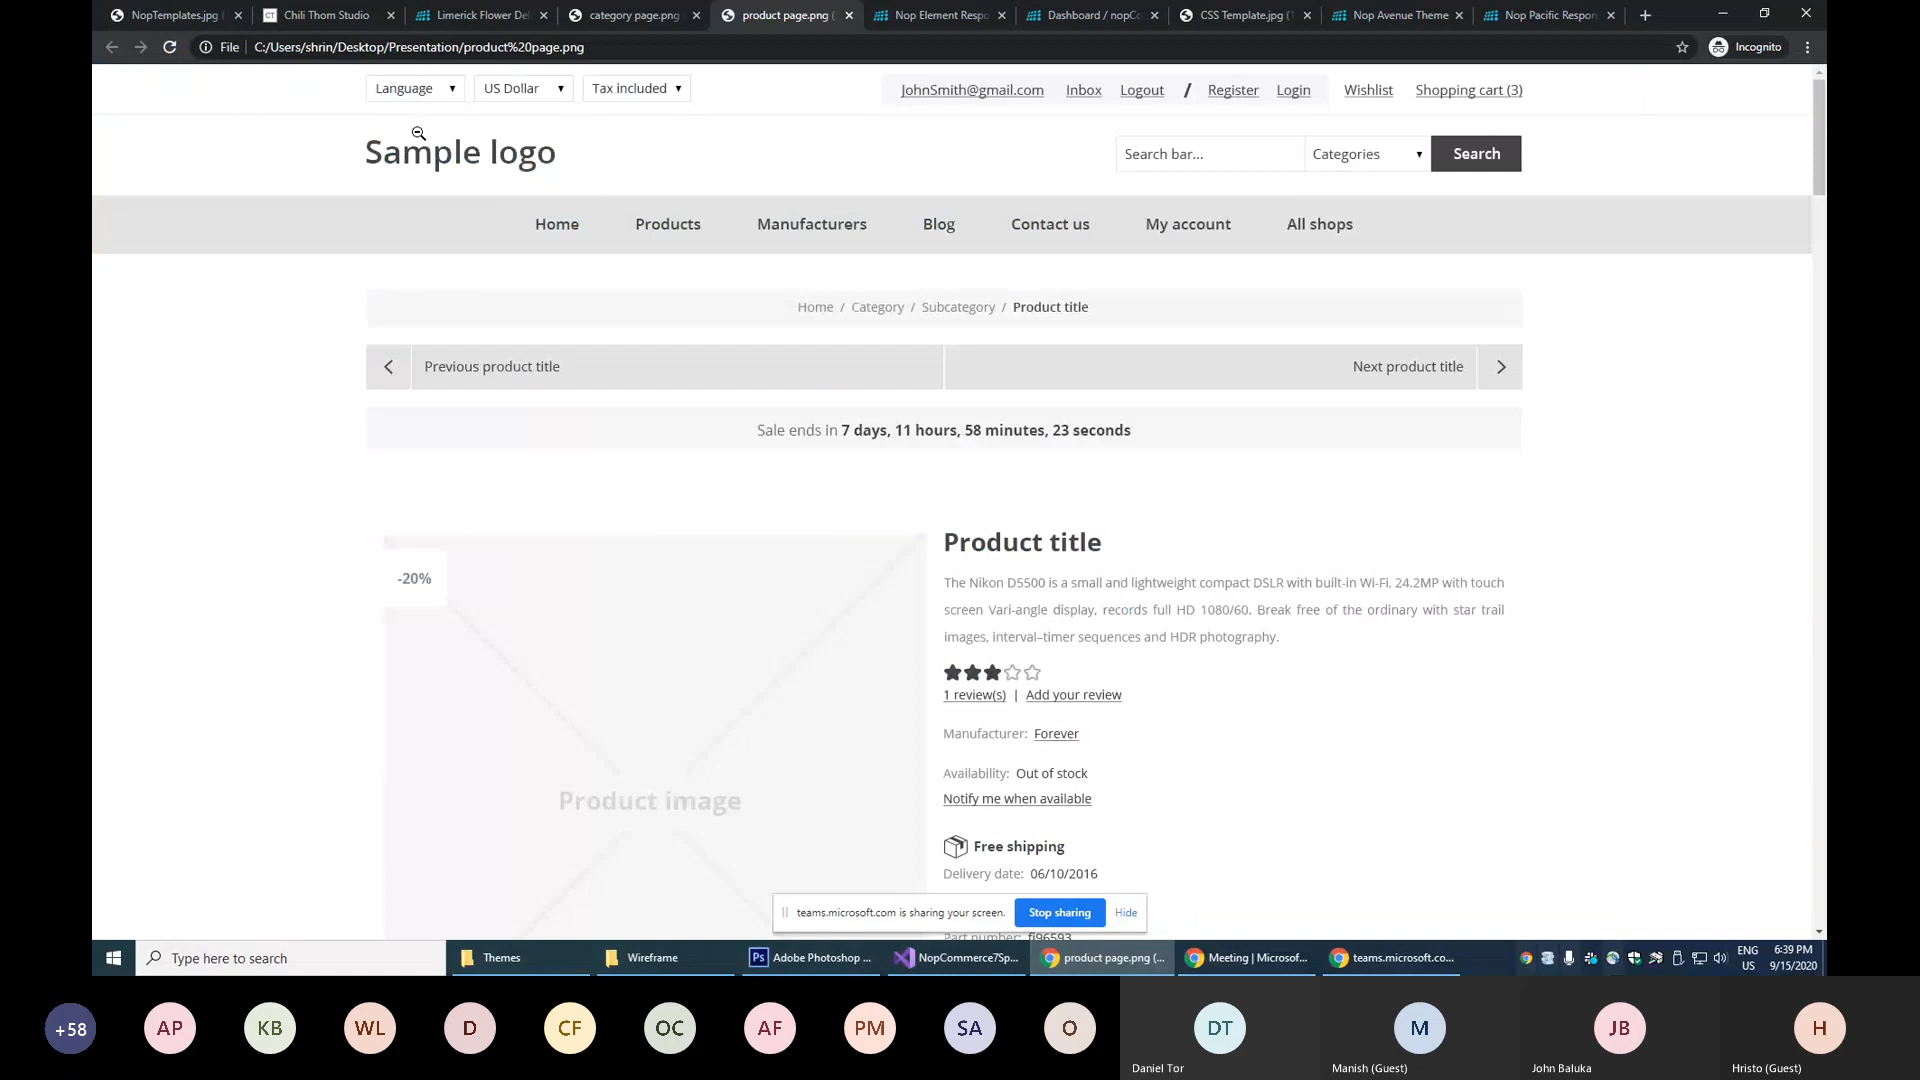 NopTemplates.jpg (
Chili Thom Studio
Limerick Flower De
category page.png
product page.png (
Nop Element Respo
Dashboard / nopCo
CSS Template.jpg (1
Nop Avenue Theme
Nop Pacific Respon
File
C:/Users/shrin/Desktop/Presentation/product%20page.png
Incognito
Language
US Dollar
Tax included
JohnSmith@gmail.com Inbox Logout / Register Login
Wishlist
Shopping cart (3)
Sample logo
Search bar...
Categories
Search
Home
Products
Manufacturers
Blog
Contact us
My account
All shops
Home / Category / Subcategory / Product title
Previous product title
Next product title
Sale ends in 7 days, 11 hours, 58 minutes, 23 seconds
-20%
Product image
Product title
The Nikon D5500 is a small and lightweight compact DSLR with built-in Wi-Fi, 24.2MP with touch
screen Vari-angle display, records full HD 1080/60. Break free of the ordinary with star trail
images, interval–timer sequences and HDR photography.
1 review(s) | Add your review
Manufacturer: Forever
Availability: Out of stock
Notify me when available
Free shipping
Delivery date: 06/10/2016
teams.microsoft.com is sharing your screen.
Stop sharing
Hide
Part number: fj96593
Type here to search
Themes
Wireframe
Ps
Adobe Photoshop ...
NopCommerce7Sp...
product page.png (...
Meeting | Microsof...
teams.microsoft.co...
ENG
US
6:39 PM
9/15/2020
+58
AP
KB
WL
D
CF
OC
AF
PM
SA
O
DT
Daniel Tor
M
Manish (Guest)
JB
John Baluka
H
Hristo (Guest)